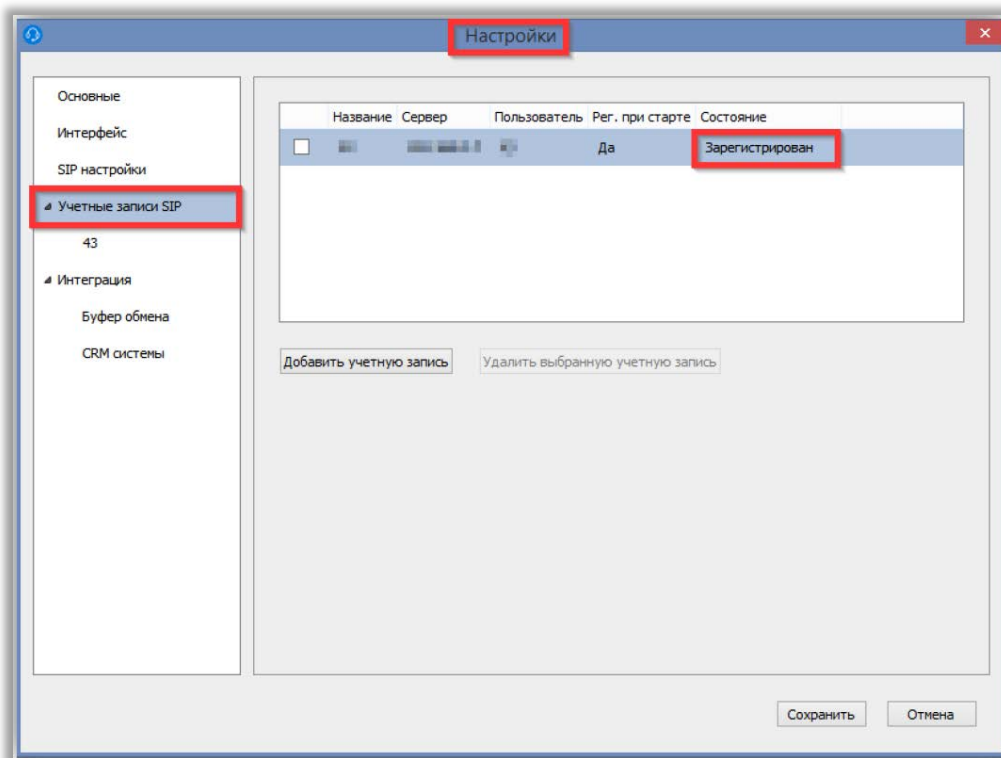 Настройки
Основные
Интерфейс
SIP настройки
Учетные записи SIP
43
Интеграция
Буфер обмена
CRM системы
Название Сервер Пользователь Рег. при старте Состояние
Да Зарегистрирован
Добавить учетную запись Удалить выбранную учетную запись
Сохранить Отмена